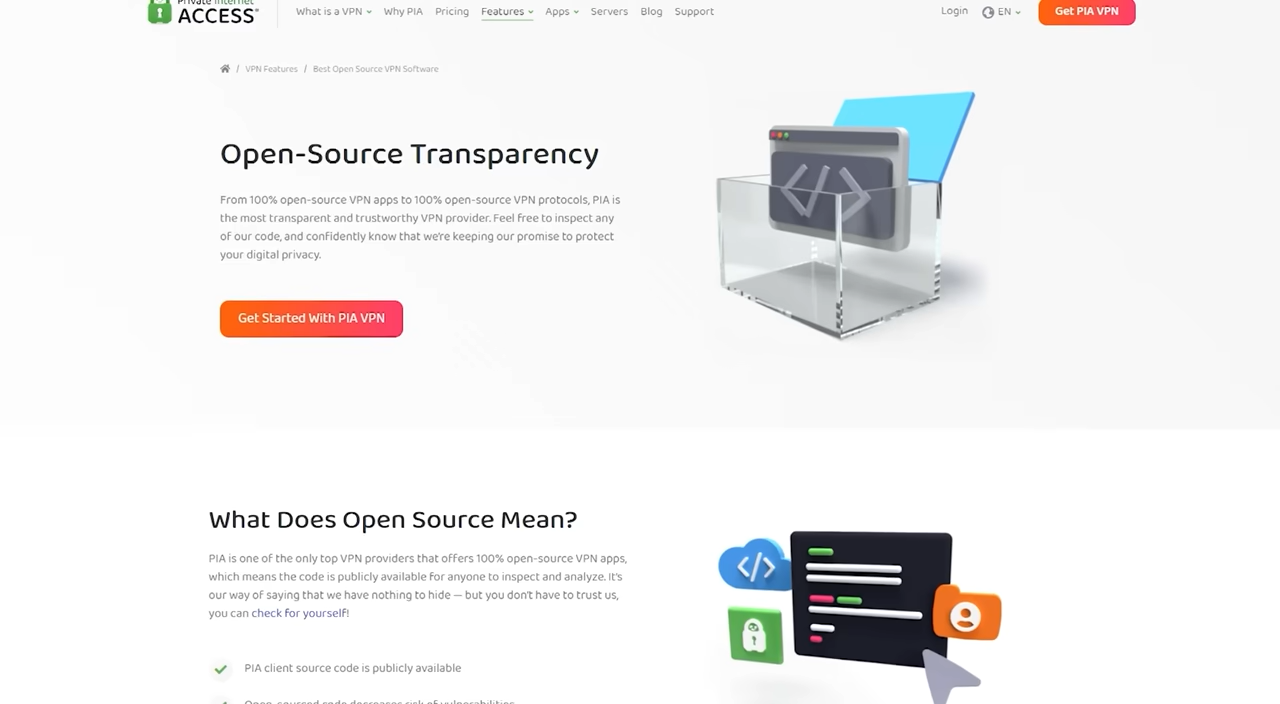 Private Internet
ACCESS
What is a VPN
Why PIA
Pricing
Features
Apps
Servers
Blog
Support
Login
EN
Get PIA VPN
/ VPN Features / Best Open Source VPN Software
Open-Source Transparency
From 100% open-source VPN apps to 100% open-source VPN protocols, PIA is
the most transparent and trustworthy VPN provider. Feel free to inspect any
of our code, and confidently know that we're keeping our promise to protect
your digital privacy.
Get Started With PIA VPN
</>
What Does Open Source Mean?
PIA is one of the only top VPN providers that offers 100% open-source VPN apps,
which means the code is publicly available for anyone to inspect and analyze. It's
our way of saying that we have nothing to hide — but you don't have to trust us,
you can check for yourself!
</>
PIA client source code is publicly available
Open-sourced code decreases risk of vulnerabilities